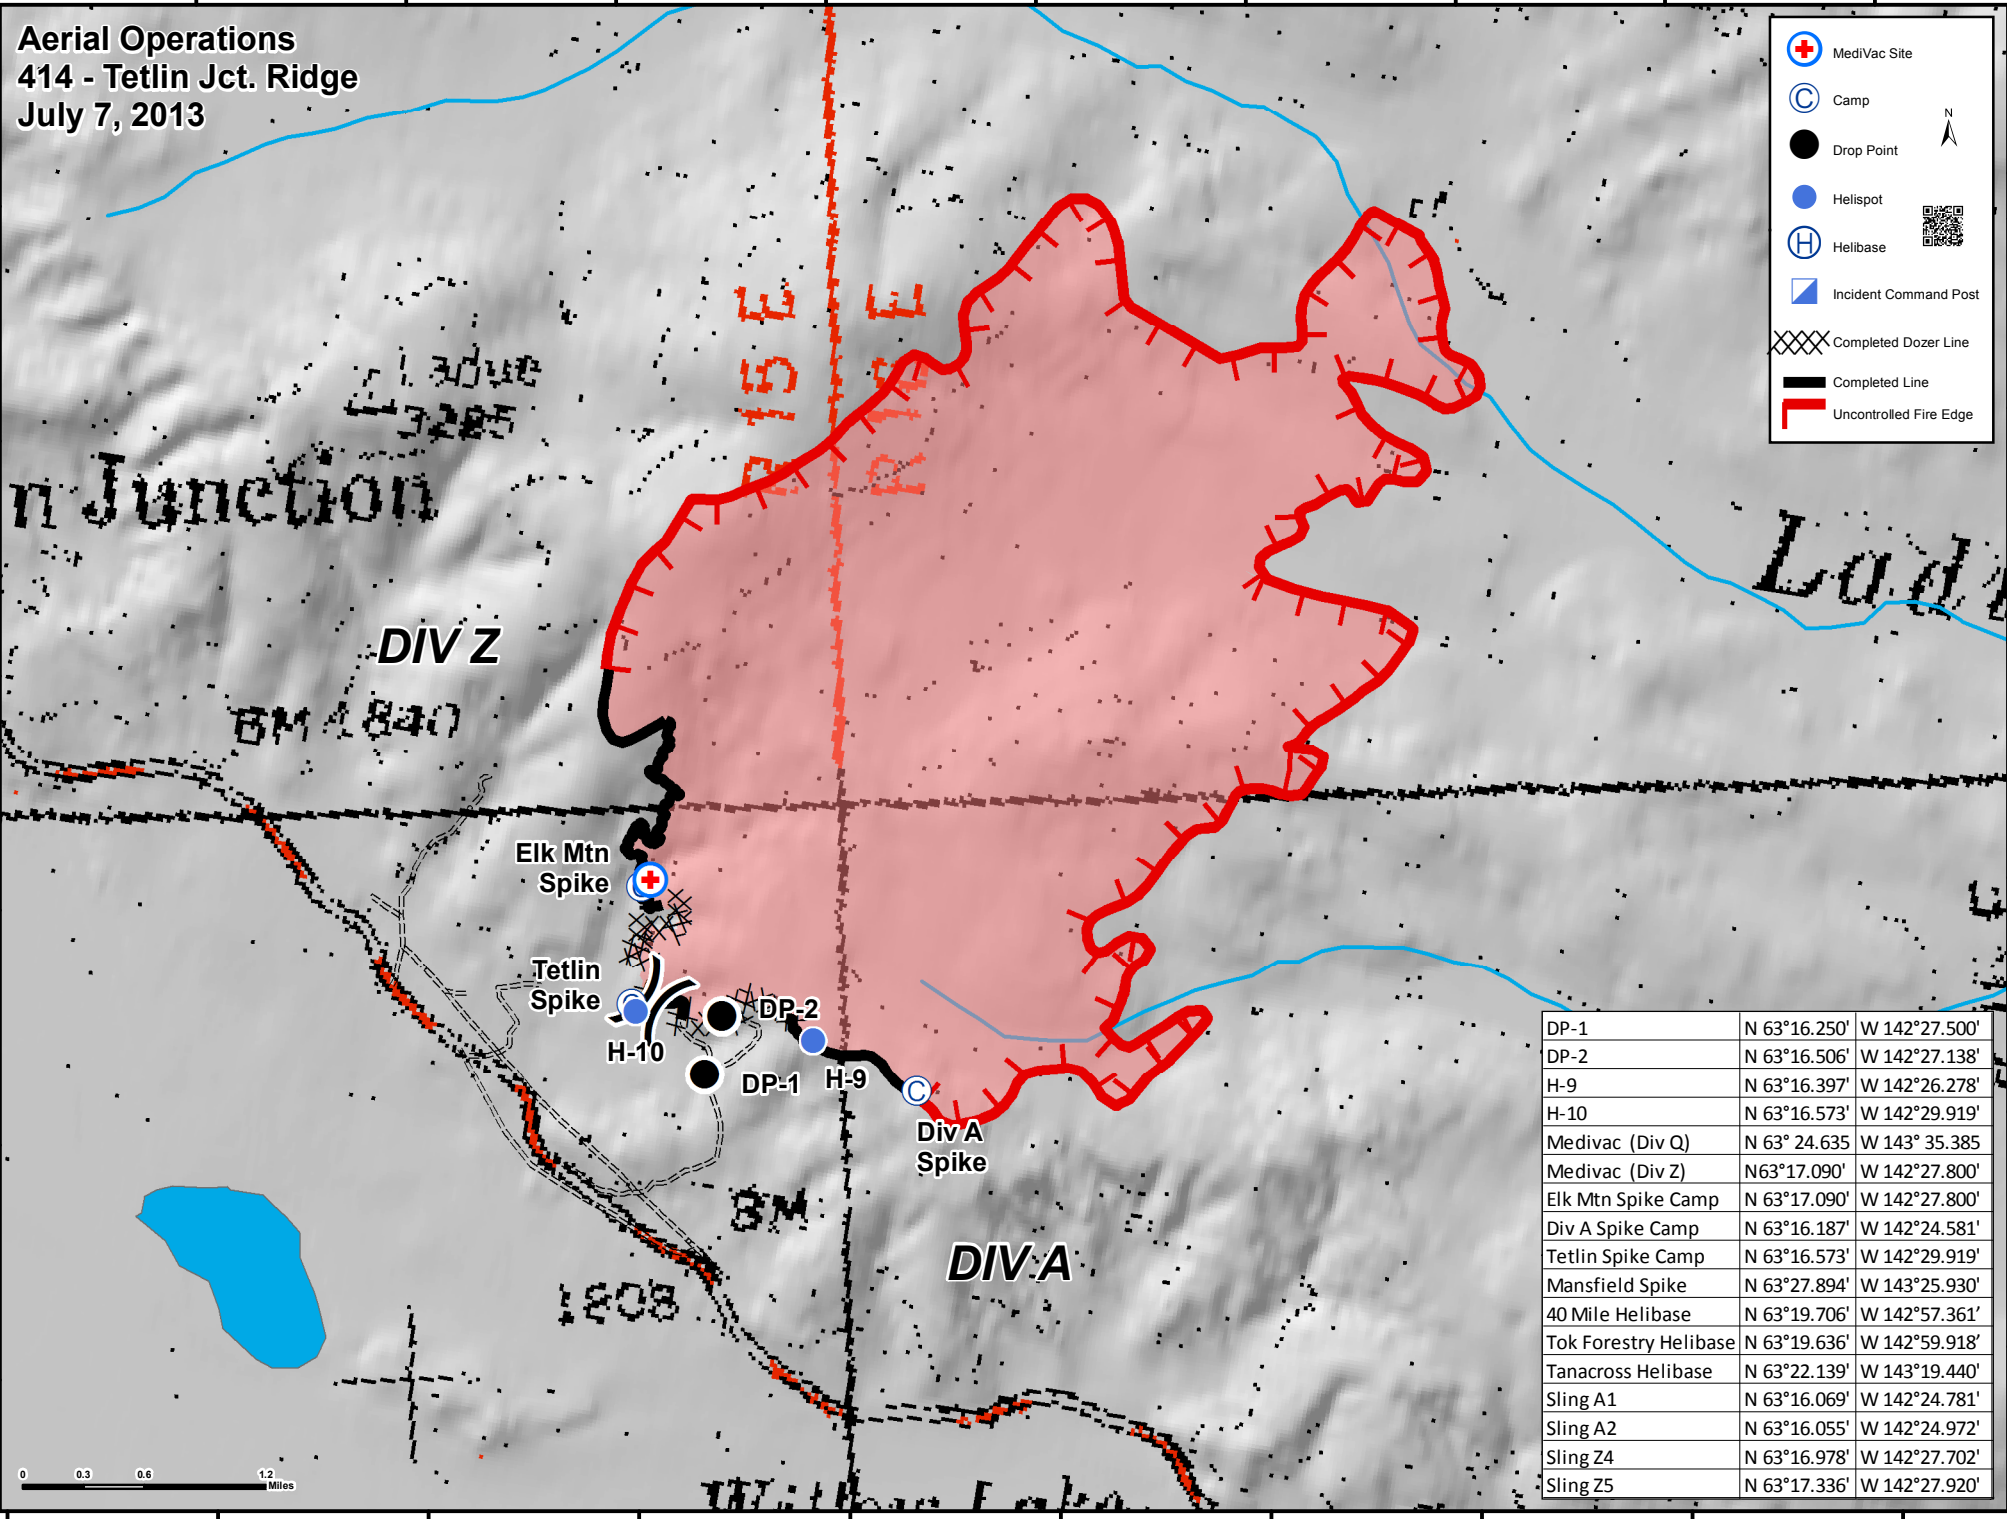 Aerial Operations
414 - Tetlin Jct. Ridge
July 7, 2013
MediVac Site
Camp
N
Drop Point
Helispot
Helibase
Incident Command Post
Completed Dozer Line
Completed Line
Uncontrolled Fire Edge
R 15 E
Ladue
3285
n Junction
DIV Z
BM 1840
Elk Mtn
Spike
Tetlin
Spike
DP-2
H-10
DP-1
H-9
Div A
Spike
BM
DIV A
1808
DP-1 N 63°16.250' W 142°27.500'
DP-2 N 63°16.506' W 142°27.138'
H-9 N 63°16.397' W 142°26.278'
H-10 N 63°16.573' W 142°29.919'
Medivac (Div Q) N 63° 24.635 W 143° 35.385
Medivac (Div Z) N63°17.090' W 142°27.800'
Elk Mtn Spike Camp N 63°17.090' W 142°27.800'
Div A Spike Camp N 63°16.187' W 142°24.581'
Tetlin Spike Camp N 63°16.573' W 142°29.919'
Mansfield Spike N 63°27.894' W 143°25.930'
40 Mile Helibase N 63°19.706' W 142°57.361'
Tok Forestry Helibase N 63°19.636' W 142°59.918'
Tanacross Helibase N 63°22.139' W 143°19.440'
Sling A1 N 63°16.069' W 142°24.781'
Sling A2 N 63°16.055' W 142°24.972'
Sling Z4 N 63°16.978' W 142°27.702'
Sling Z5 N 63°17.336' W 142°27.920'
0 0.3 0.6 1.2
Miles